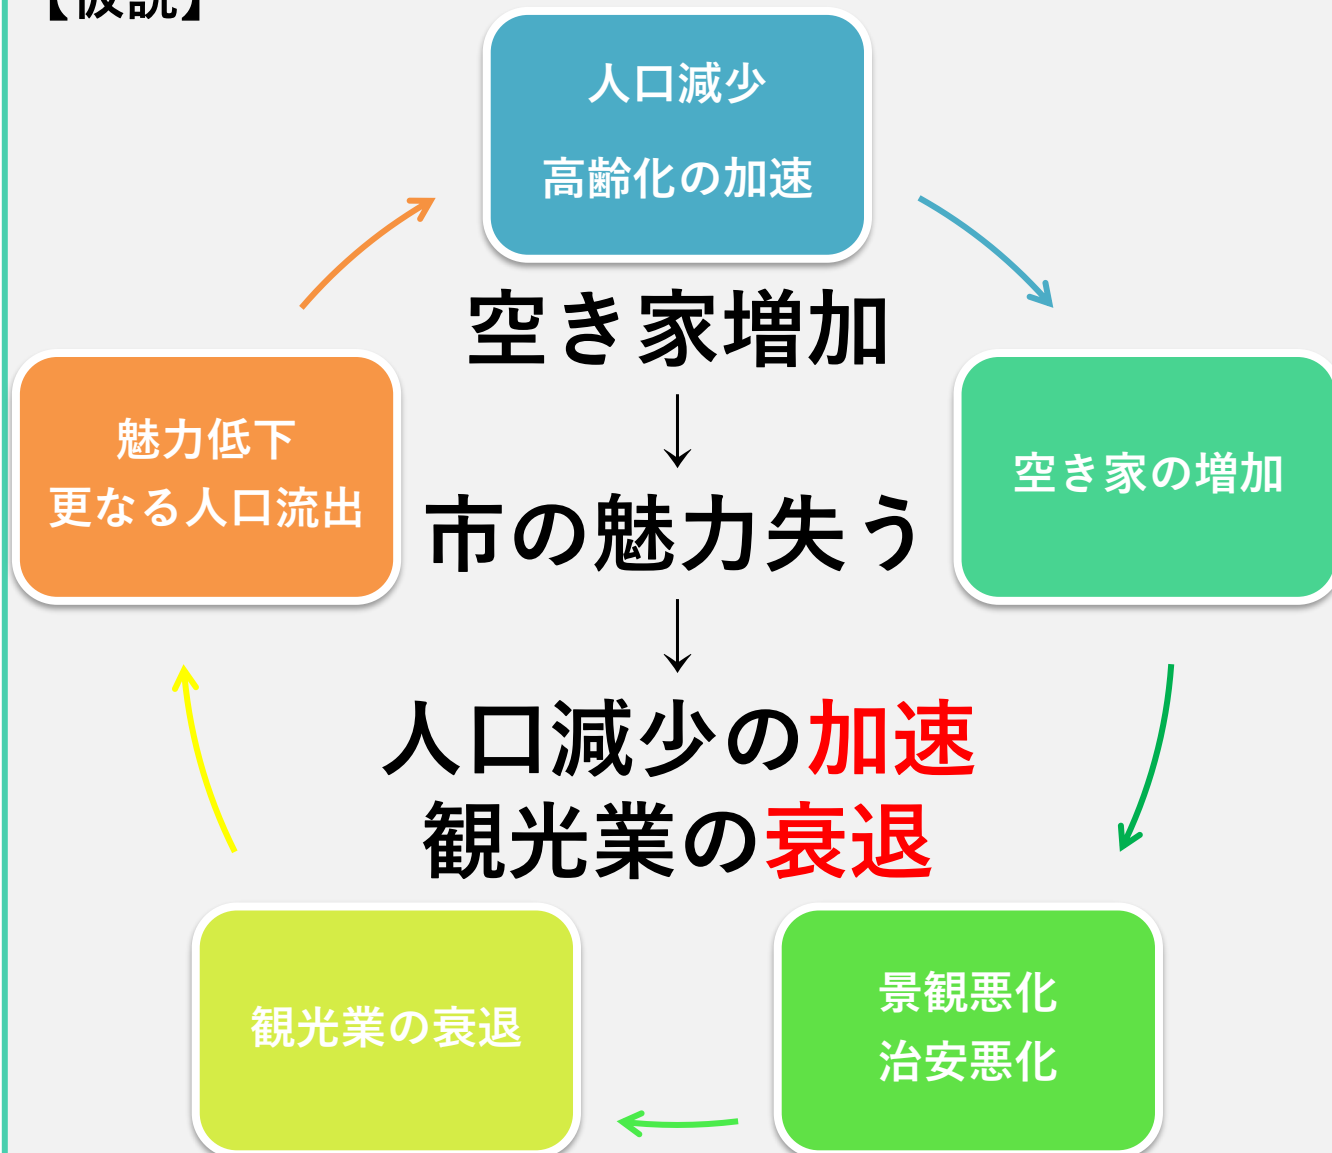 【仮説】
人口減少
高齢化の加速
空き家増加
↓
市の魅力失う
↓
人口減少の加速
観光業の衰退
空き家の増加
景観悪化
治安悪化
観光業の衰退
魅力低下
更なる人口流出